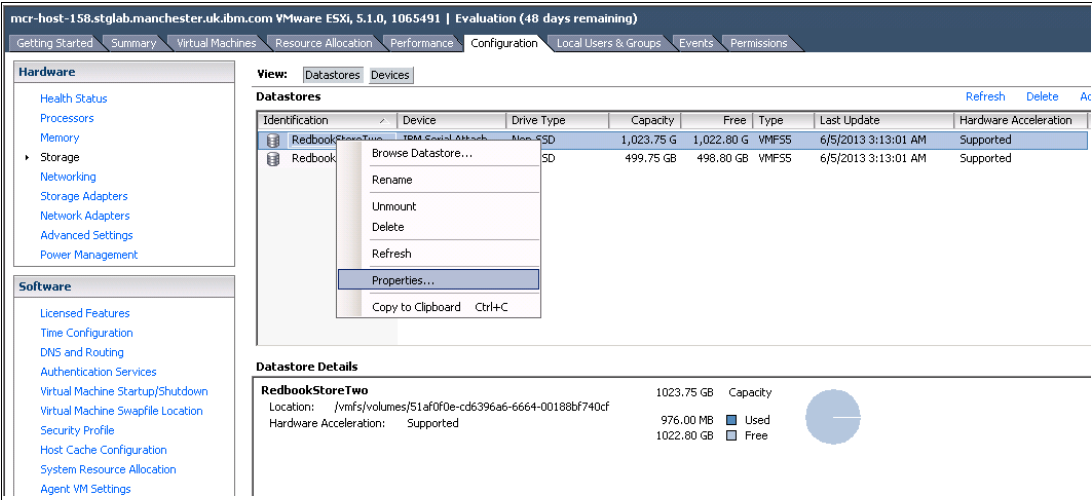 mcr-host-158.stglab.manchester.uk.ibm.com VMware ESXi, 5.1.0, 1065491 | Evaluation (48 days remaining)
Getting Started Summary Virtual Machines Resource Allocation Performance Configuration Local Users & Groups Events Permissions
Hardware
Health Status
Processors
Memory
Storage
Networking
Storage Adapters
Network Adapters
Advanced Settings
Power Management
Software
Licensed Features
Time Configuration
DNS and Routing
Authentication Services
Virtual Machine Startup/Shutdown
Virtual Machine Swapfile Location
Security Profile
Host Cache Configuration
System Resource Allocation
Agent VM Settings
View: Datastores Devices
Datastores Refresh Delete
Identification Device Drive Type Capacity Free Type Last Update Hardware Acceleration
RedbookStoreTwo IBM Serial Attach Non-SSD 1,023.75 G 1,022.80 G VMFS5 6/5/2013 3:13:01 AM Supported
Redbook SD 499.75 GB 498.80 GB VMFS5 6/5/2013 3:13:01 AM Supported
Browse Datastore...
Rename
Unmount
Delete
Refresh
Properties...
Copy to Clipboard Ctrl+C
Datastore Details
RedbookStoreTwo 1023.75 GB Capacity
Location: /vmfs/volumes/51af0f0e-cd6396a6-6664-00188bf740cf
Hardware Acceleration: Supported 976.00 MB Used
1022.80 GB Free